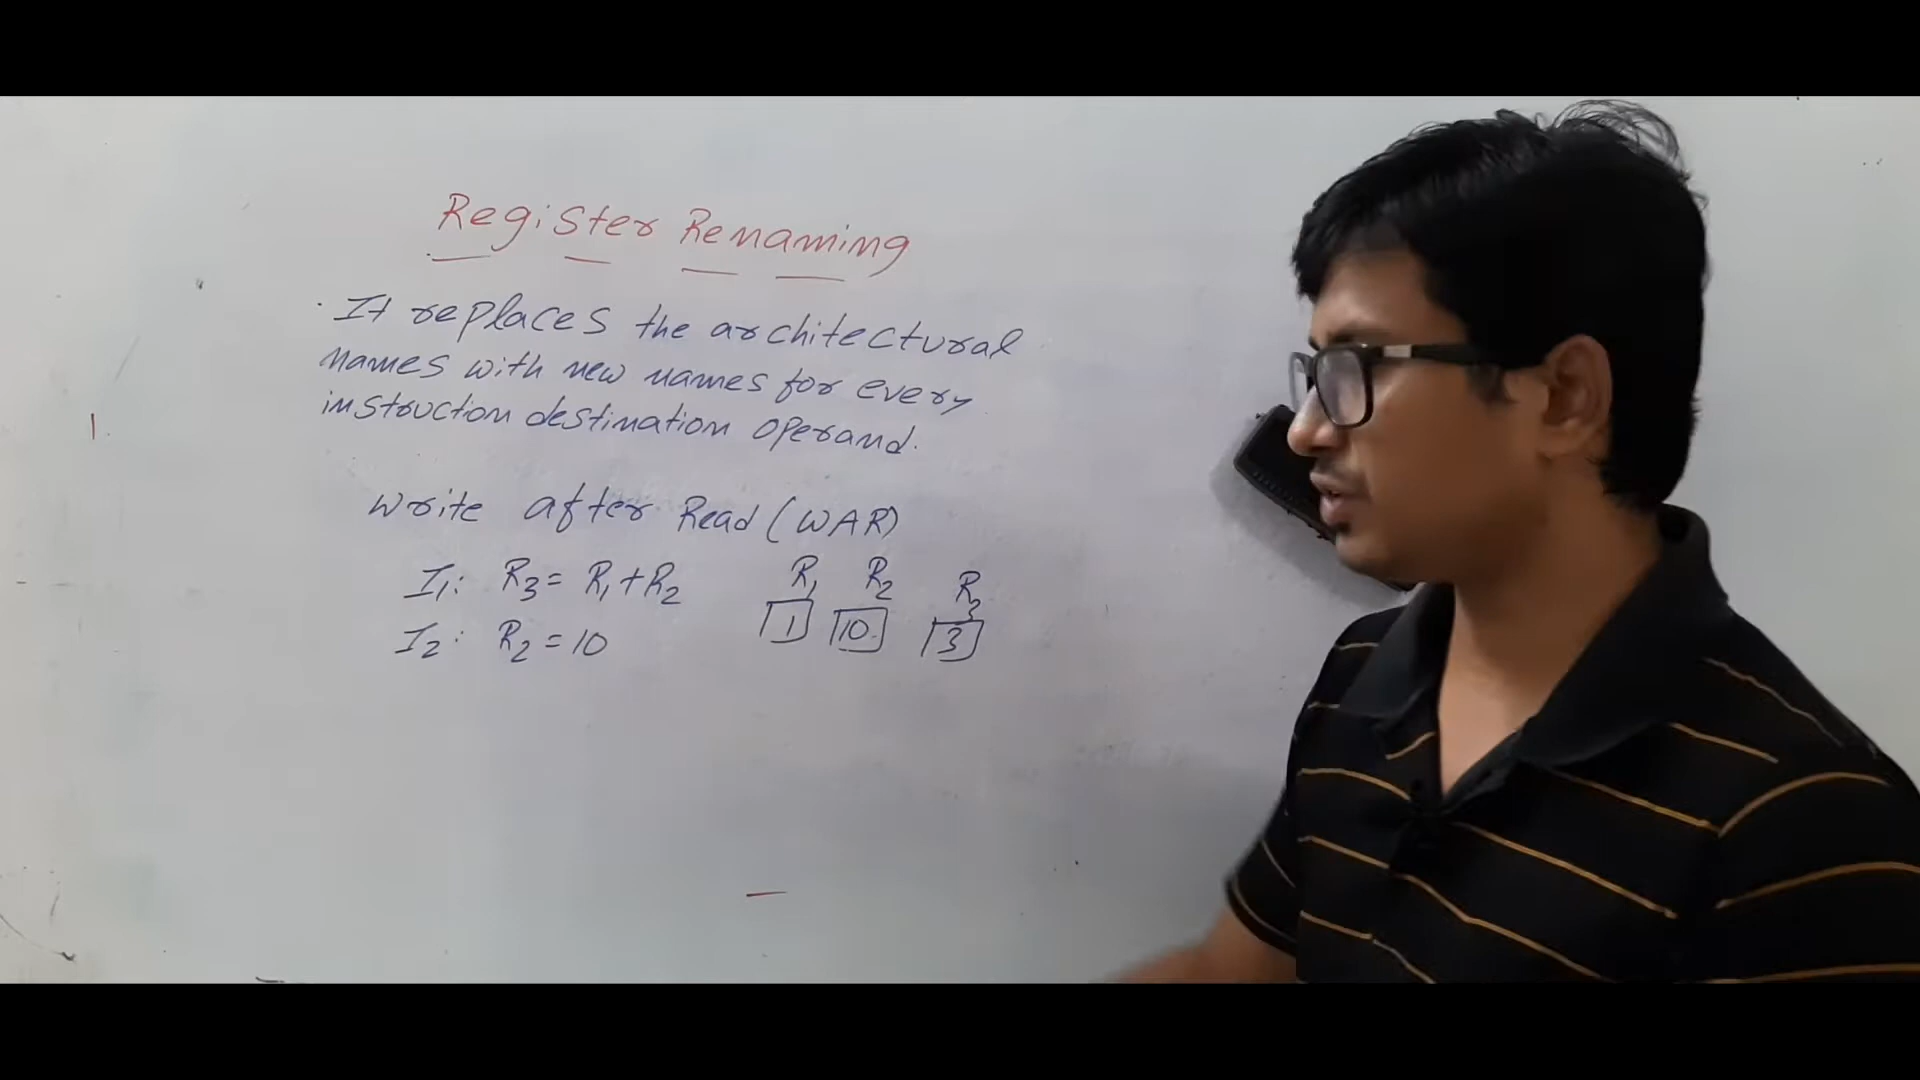 Register Renaming
· It replaces the architectural
names with new names for every
instruction destination operand.
Write after Read (WAR)
I1: R3 = R1 + R2
I2: R2 = 10
R1 R2 R3
1 10 3